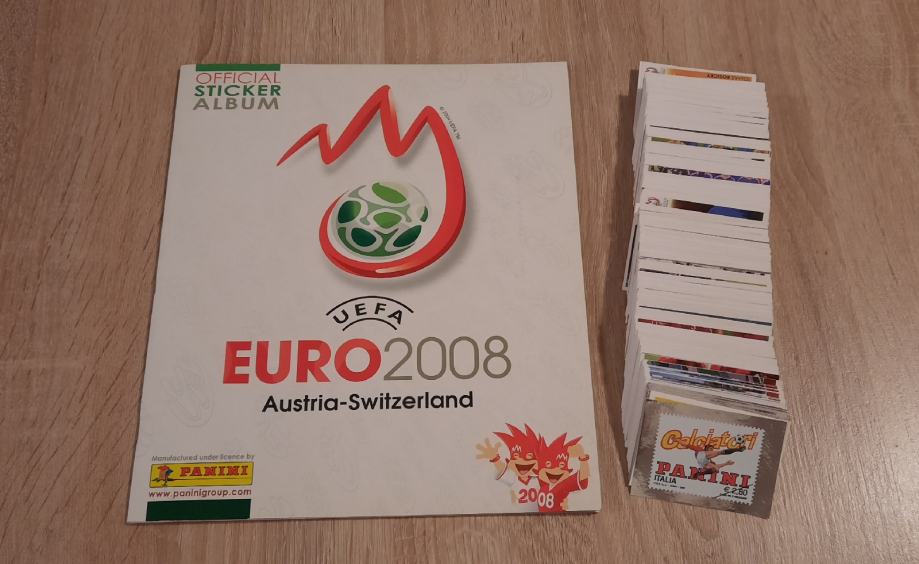 OFFICIAL
STICKER
ALBUM
UEFA
EURO2008
Austria-Switzerland
Manufactured under licence by
PANINI
www.paninigroup.com
2008
Calciatori
PANINI
ITALIA
€ 2,80